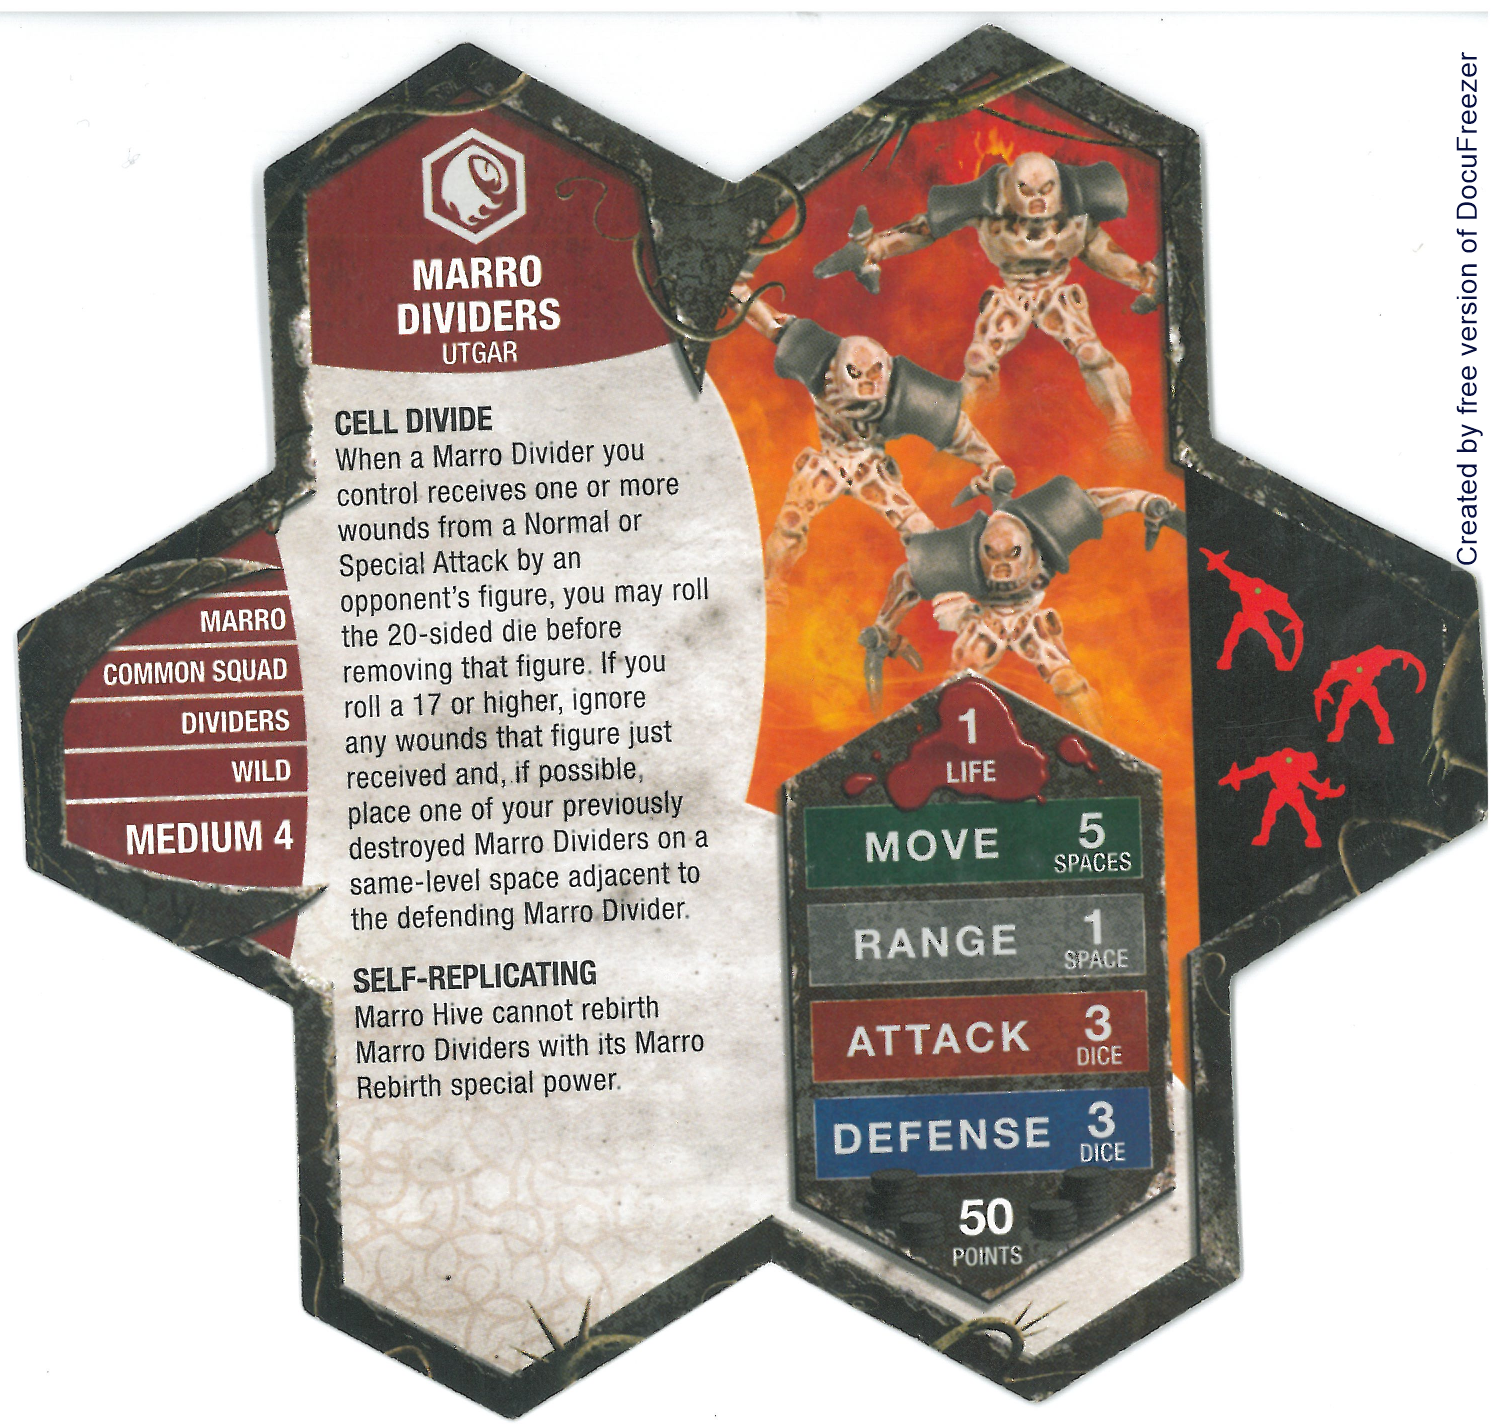 MARRO
DIVIDERS
UTGAR
CELL DIVIDE
When a Marro Divider you
control receives one or more
wounds from a Normal or
Special Attack by an
opponent's figure, you may roll
the 20-sided die before
removing that figure. If you
roll a 17 or higher, ignore
any wounds that figure just
received and, if possible,
place one of your previously
destroyed Marro Dividers on a
same-level space adjacent to
the defending Marro Divider.
SELF-REPLICATING
Marro Hive cannot rebirth
Marro Dividers with its Marro
Rebirth special power.
MARRO
COMMON SQUAD
DIVIDERS
WILD
MEDIUM 4
1
LIFE
MOVE 5
SPACES
RANGE 1
SPACE
ATTACK 3
DICE
DEFENSE 3
DICE
50
POINTS
Created by free version of DocuFreezer